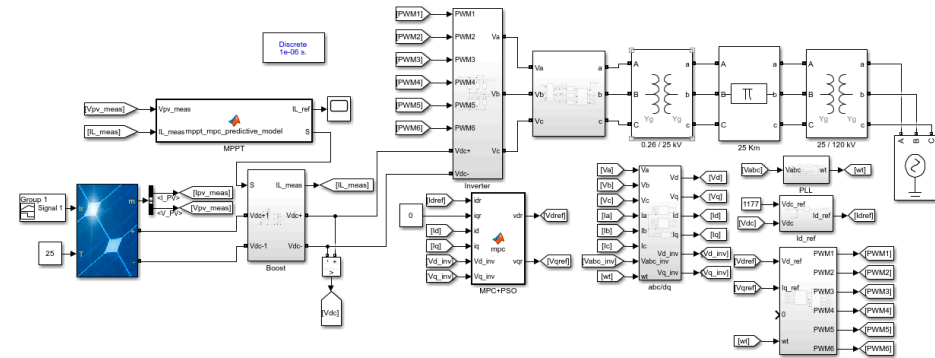 Discrete
1e-06 s.
[Vpv_meas]
[IL_meas]
Vpv_meas
IL_meas
mppt_mpc_predictive_model
IL_ref
S
MPPT
Group 1
Signal 1
25
Ir
T
m
<I_PV>
<V_PV>
[Ipv_meas]
[Vpv_meas]
S
Vdc+1
Vdc-1
IL_meas
Vdc+
Vdc-
Boost
[IL_meas]
[Vdc]
[PWM1]
[PWM2]
[PWM3]
[PWM4]
[PWM5]
[PWM6]
PWM1
PWM2
PWM3
PWM4
PWM5
PWM6
Vdc+
Vdc-
Va
Vb
Vc
Inverter
Va
Vb
Vc
a
b
c
A
B
C
Yg
Yg
a
b
c
0.26 / 25 kV
A
B
C
π
a
b
c
25 Km
A
B
C
Yg
Yg
a
b
c
25 / 120 kV
A
B
C
[Idref]
0
[Id]
[Iq]
[Vd_inv]
[Vq_inv]
idr
iqr
id
iq
Vd_inv
Vq_inv
mpc
vdr
vqr
[Vdref]
[Vqref]
MPC+PSO
[Va]
[Vb]
[Vc]
[Ia]
[Ib]
[Ic]
[Vabc_inv]
[wt]
Va
Vb
Vc
Ia
Ib
Ic
Vabc_inv
wt
Vd
Vq
Id
Iq
Vd_inv
Vq_inv
[Vd]
[Vq]
[Id]
[Iq]
[Vd_inv]
[Vq_inv]
abc/dq
[Vabc]
Vabc
wt
[wt]
PLL
1177
[Vdc]
Vdc_ref
Vdc
Id_ref
[Idref]
Id_ref
[Vdref]
[Vqref]
[wt]
Vd_ref
Iq_ref
0
wt
PWM1
PWM2
PWM3
PWM4
PWM5
PWM6
[PWM1]
[PWM2]
[PWM3]
[PWM4]
[PWM5]
[PWM6]